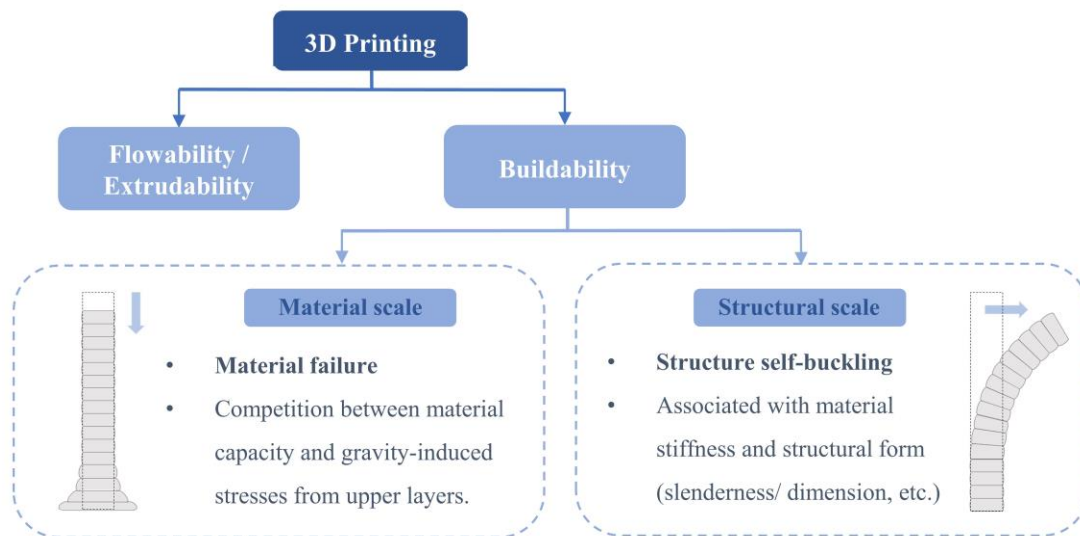 3D Printing
Flowability /
Extrudability
Buildability
Material scale
• Material failure
• Competition between material
capacity and gravity-induced
stresses from upper layers.
Structural scale
• Structure self-buckling
• Associated with material
stiffness and structural form
(slenderness/ dimension, etc.)